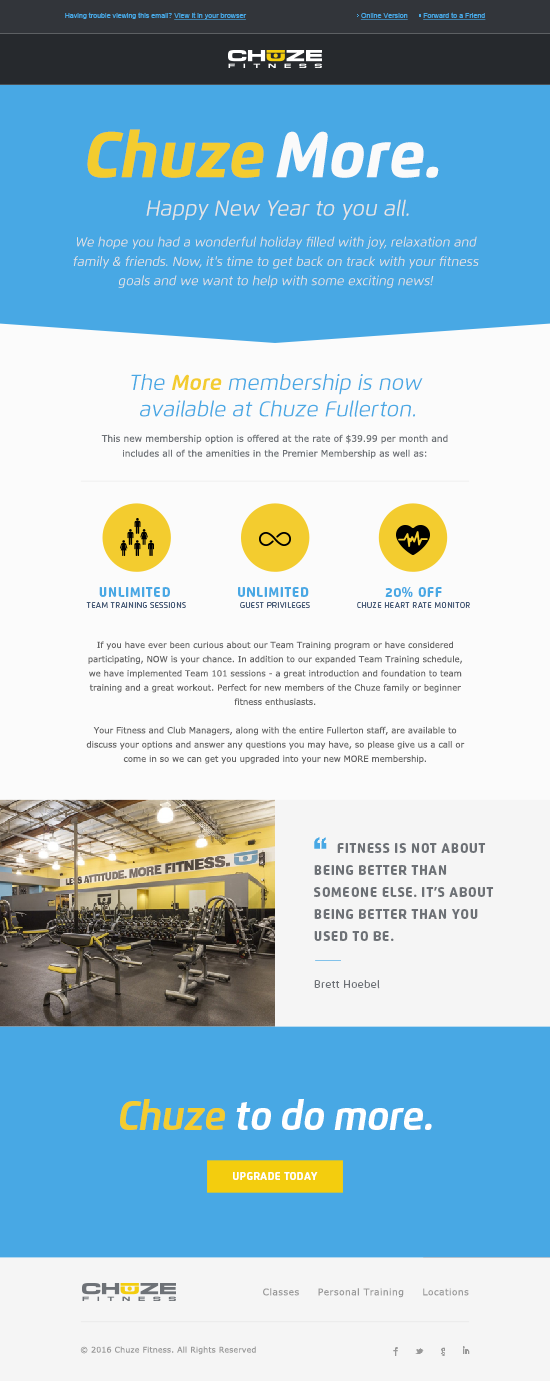 Having trouble viewing this email? View it in your browser
Online Version
Forward to a Friend
CHUZE
FITNESS
Chuze More.
Happy New Year to you all.
We hope you had a wonderful holiday filled with joy, relaxation and
family & friends. Now, it's time to get back on track with your fitness
goals and we want to help with some exciting news!
The More membership is now
available at Chuze Fullerton.
This new membership option is offered at the rate of $39.99 per month and
includes all of the amenities in the Premier Membership as well as:
UNLIMITED
TEAM TRAINING SESSIONS
UNLIMITED
GUEST PRIVILEGES
20% OFF
CHUZE HEART RATE MONITOR
If you have ever been curious about our Team Training program or have considered
participating, NOW is your chance. In addition to our expanded Team Training schedule,
we have implemented Team 101 sessions - a great introduction and foundation to team
training and a great workout. Perfect for new members of the Chuze family or beginner
fitness enthusiasts.
Your Fitness and Club Managers, along with the entire Fullerton staff, are available to
discuss your options and answer any questions you may have, so please give us a call or
come in so we can get you upgraded into your new MORE membership.
LESS ATTITUDE. MORE FITNESS.
“ FITNESS IS NOT ABOUT
BEING BETTER THAN
SOMEONE ELSE. IT'S ABOUT
BEING BETTER THAN YOU
USED TO BE.
Brett Hoebel
Chuze to do more.
UPGRADE TODAY
CHUZE
FITNESS
Classes
Personal Training
Locations
© 2016 Chuze Fitness. All Rights Reserved